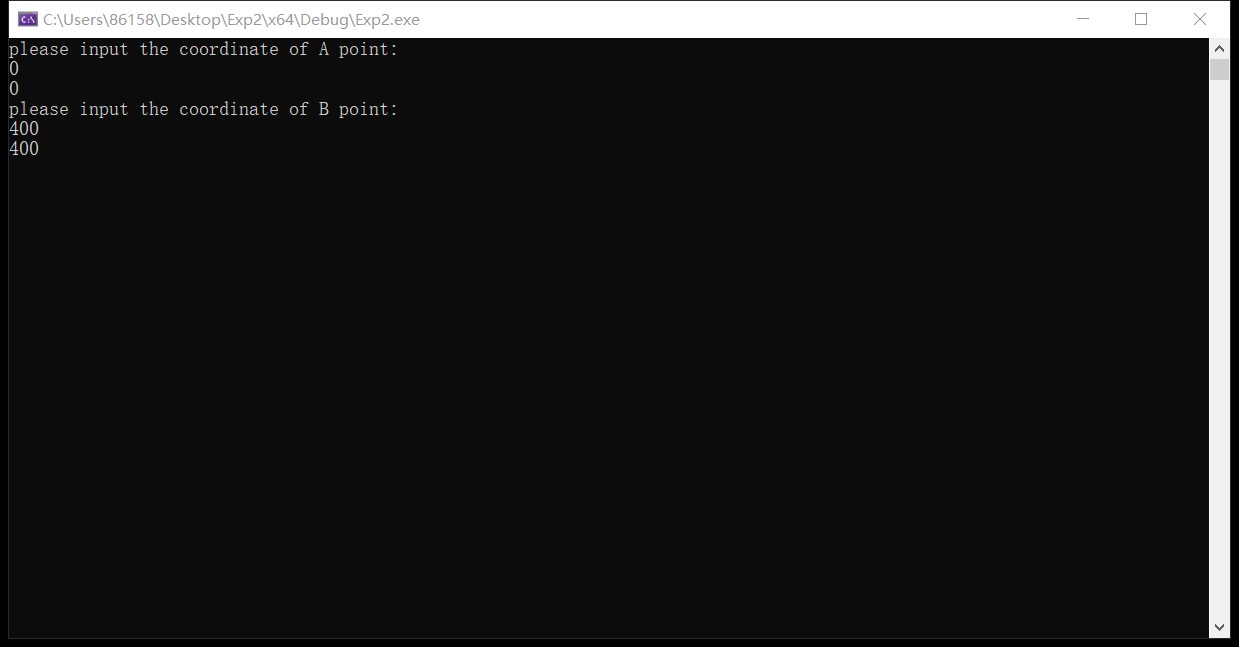 C:\Users\86158\Desktop\Exp2\x64\Debug\Exp2.exe
please input the coordinate of A point:
0
0
please input the coordinate of B point:
400
400